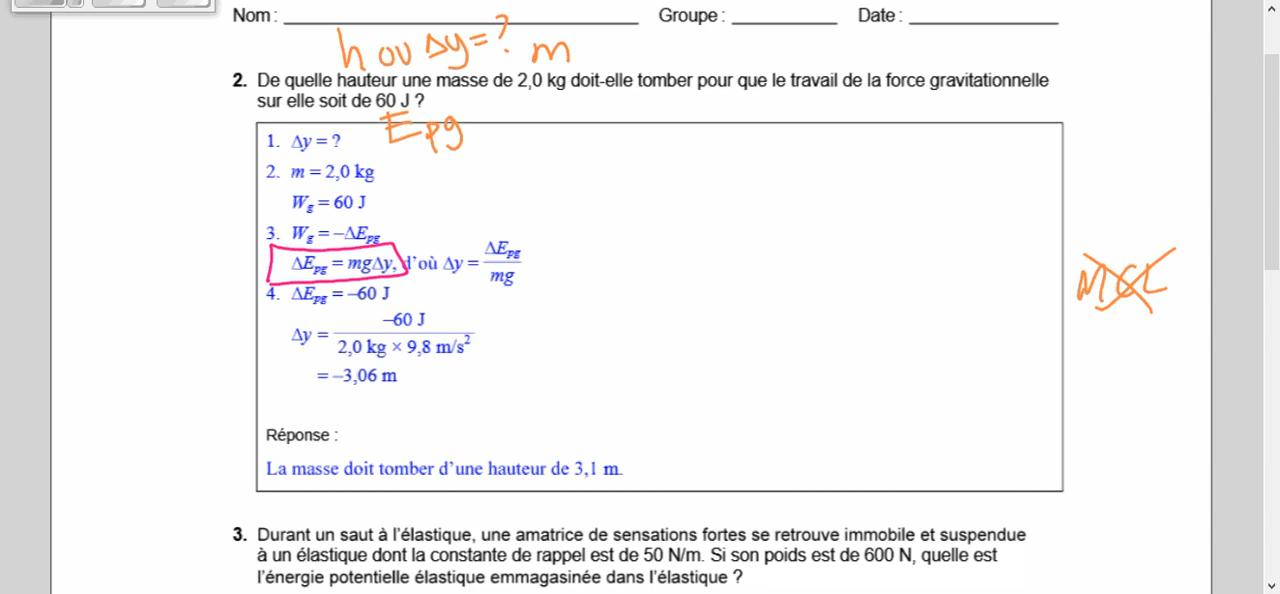 Nom : Groupe : Date :
h ou Δy = ? m
2. De quelle hauteur une masse de 2,0 kg doit-elle tomber pour que le travail de la force gravitationnelle
sur elle soit de 60 J ?
Epg
1. Δy = ?
2. m = 2,0 kg
Wg = 60 J
3. Wg = −ΔEpg
ΔEpg = mgΔy, d’où Δy = ΔEpg / mg
4. ΔEpg = −60 J
Δy = −60 J / 2,0 kg × 9,8 m/s²
= −3,06 m
Réponse :
La masse doit tomber d’une hauteur de 3,1 m.
3. Durant un saut à l'élastique, une amatrice de sensations fortes se retrouve immobile et suspendue
à un élastique dont la constante de rappel est de 50 N/m. Si son poids est de 600 N, quelle est
l'énergie potentielle élastique emmagasinée dans l'élastique ?